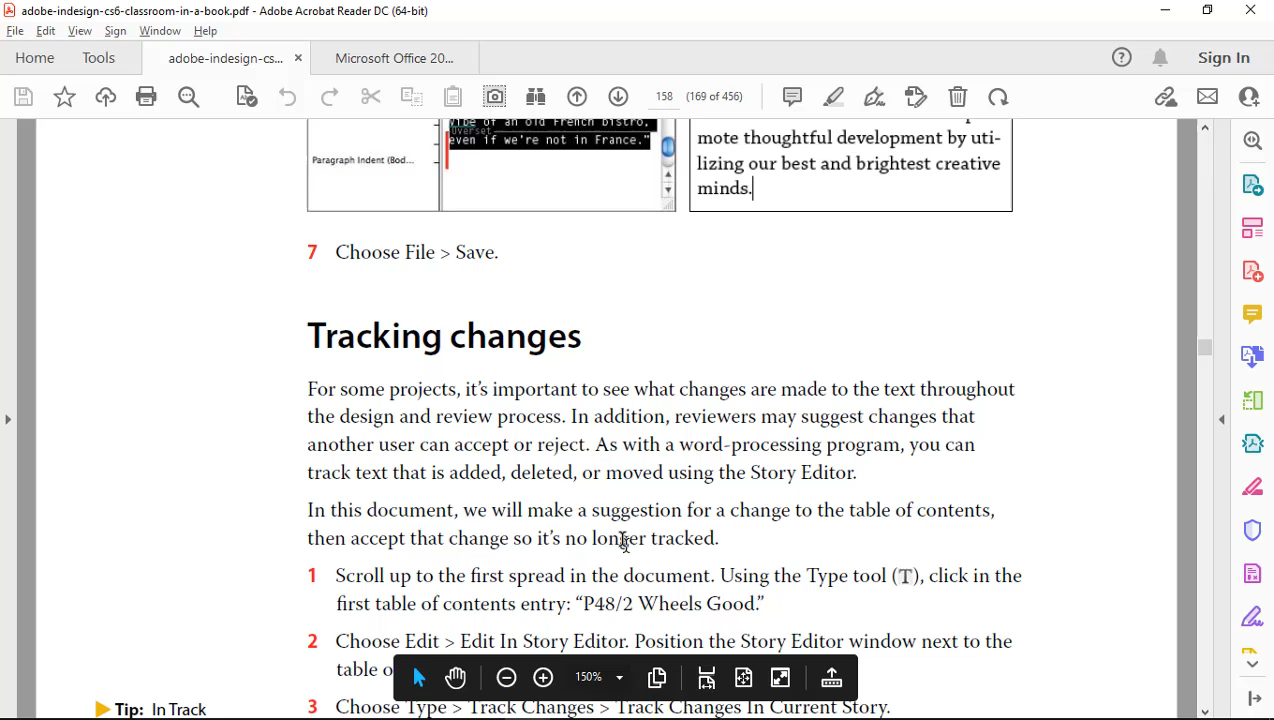 adobe-indesign-cs6-classroom-in-a-book.pdf - Adobe Acrobat Reader DC (64-bit)
File Edit View Sign Window Help
Home Tools adobe-indesign-cs... Microsoft Office 20... Sign In
158 (169 of 456)
vibe of an old French bistro,
Overset
even if we're not in France."
Paragraph Indent (Bod...
mote thoughtful development by uti-
lizing our best and brightest creative
minds.
7 Choose File > Save.
Tracking changes
For some projects, it's important to see what changes are made to the text throughout
the design and review process. In addition, reviewers may suggest changes that
another user can accept or reject. As with a word-processing program, you can
track text that is added, deleted, or moved using the Story Editor.
In this document, we will make a suggestion for a change to the table of contents,
then accept that change so it's no longer tracked.
1 Scroll up to the first spread in the document. Using the Type tool (T), click in the
first table of contents entry: “P48/2 Wheels Good.”
2 Choose Edit > Edit In Story Editor. Position the Story Editor window next to the
table o
150%
3 Choose Type > Track Changes > Track Changes In Current Story.
Tip: In Track